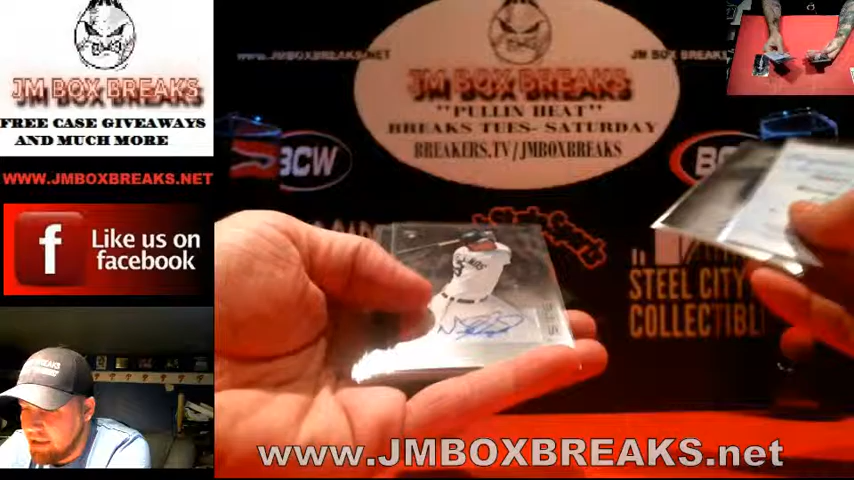 JM BOX BREAKS
FREE CASE GIVEAWAYS
AND MUCH MORE
WWW.JMBOXBREAKS.NET
f Like us on
facebook
WWW.JMBOXBREAKS.NET
JM BOX BREAKS
JM BOX BREAKS
"PULLIN HEAT"
BREAKS TUES- SATURDAY
BREAKERS.TV/JMBOXBREAKS
BCW
STEEL CITY
COLLECTIBL
www.JMBOXBREAKS.net